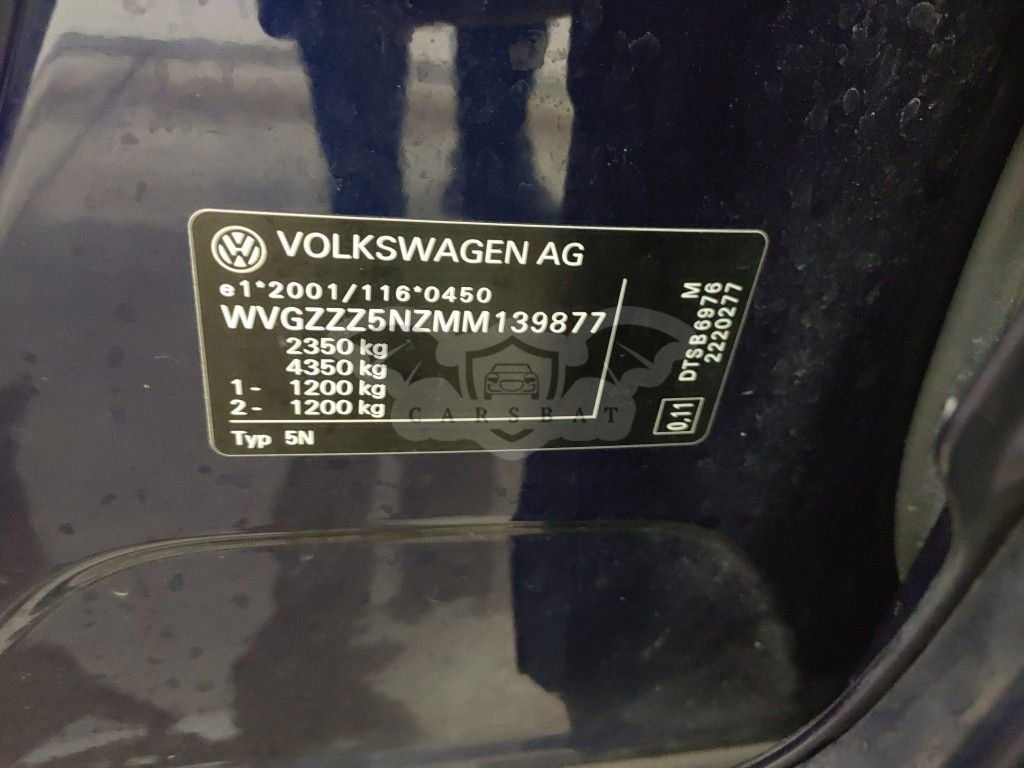 VOLKSWAGEN AG
e1*2001/116*0450
WVGZZZ5NZMM139877
2350 kg
4350 kg
1- 1200 kg
2- 1200 kg
Typ 5N
DTSB6976 M
2220277
0,11
CARSBAT